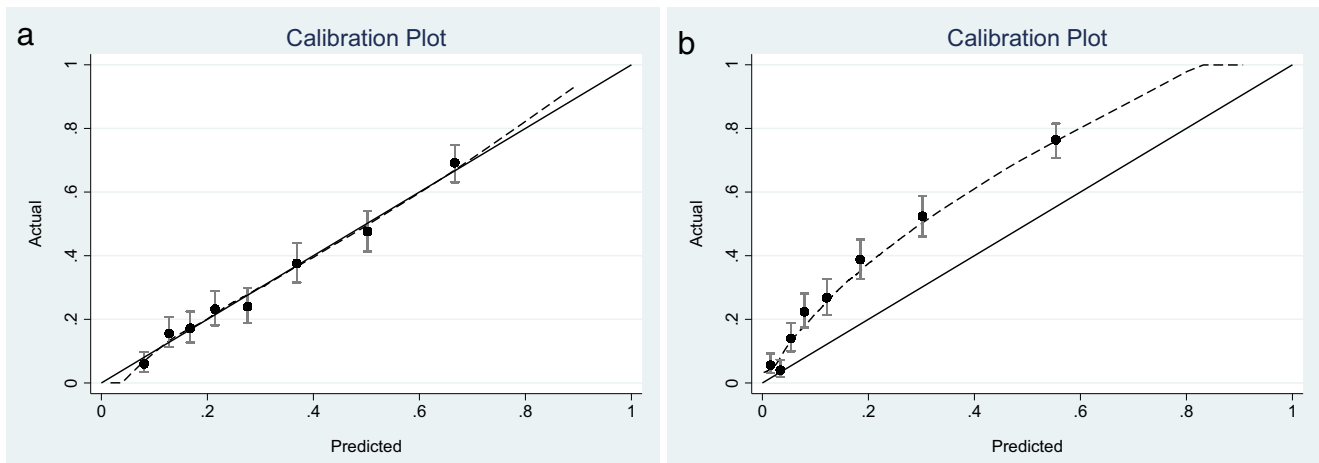 a
Calibration Plot
1
.8
.6
.4
.2
0
Actual
0 .2 .4 .6 .8 1
Predicted
b
Calibration Plot
1
.8
.6
.4
.2
0
Actual
0 .2 .4 .6 .8 1
Predicted